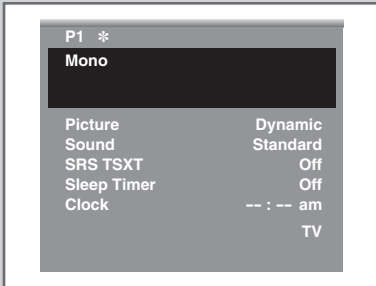 P1 ✻
Mono
Picture Dynamic
Sound Standard
SRS TSXT Off
Sleep Timer Off
Clock -- : -- am
TV